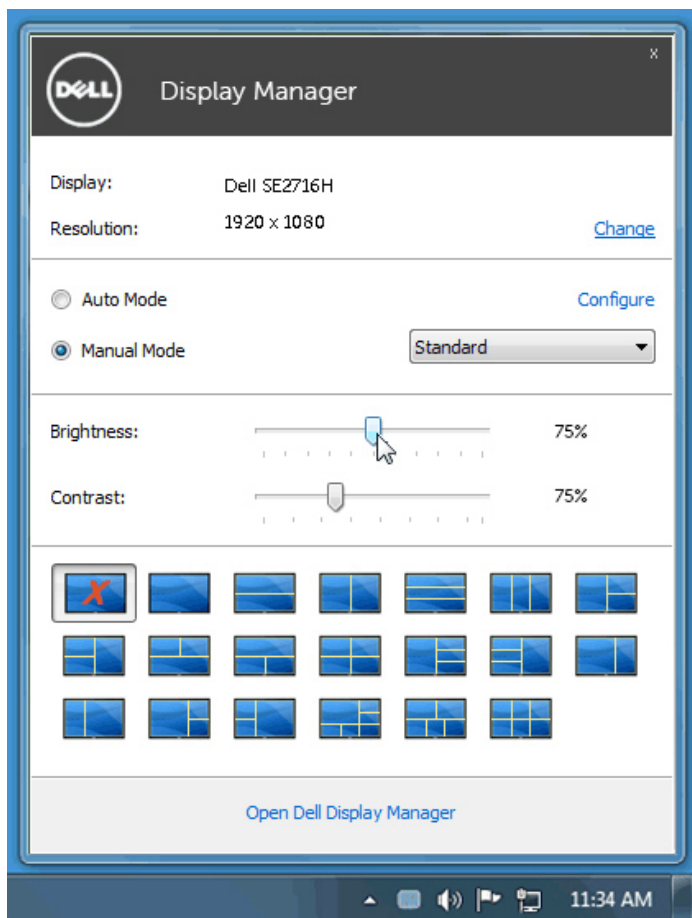 x
DELL Display Manager
Display: Dell SE2716H
Resolution: 1920 x 1080 Change
Auto Mode Configure
Manual Mode Standard
Brightness: 75%
Contrast: 75%
Open Dell Display Manager
11:34 AM